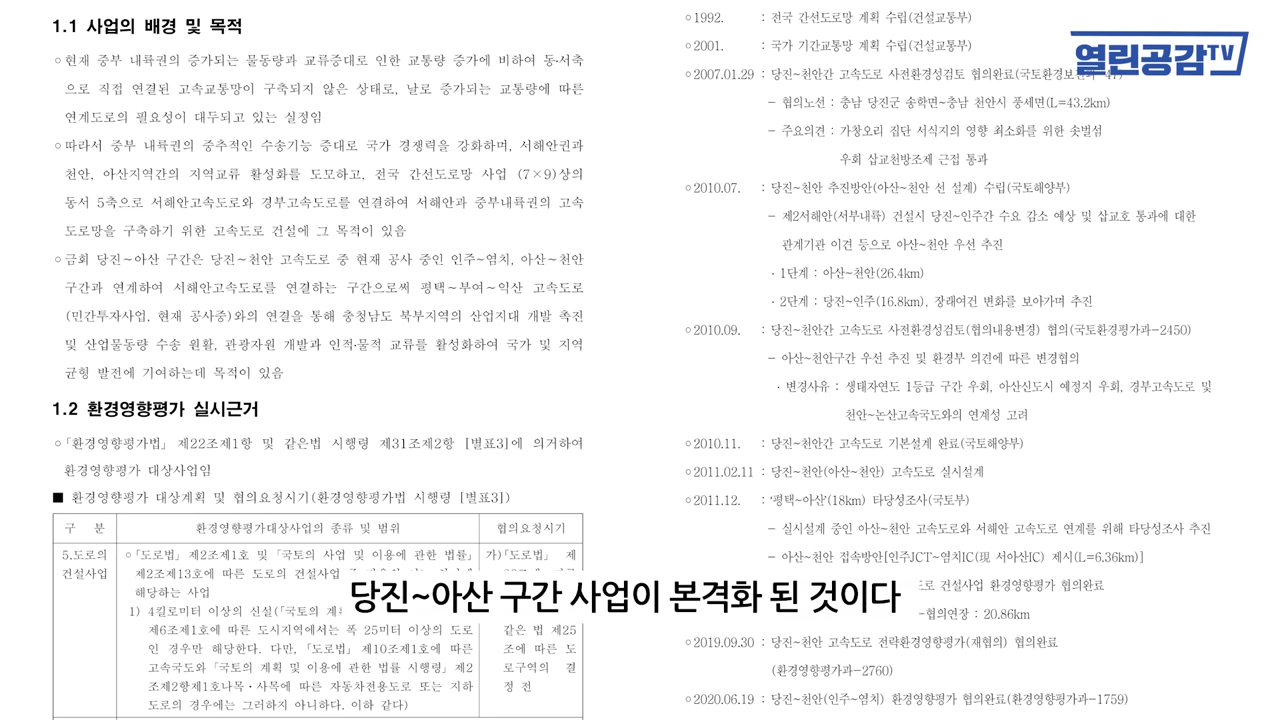 1.1 사업의 배경 및 목적
○ 현재 중부 내륙권의 증가되는 물동량과 교류증대로 인한 교통량 증가에 비하여 동·서축
으로 직접 연결된 고속교통망이 구축되지 않은 상태로, 날로 증가되는 교통량에 따른
연계도로의 필요성이 대두되고 있는 실정임
○ 따라서 중부 내륙권의 중추적인 수송기능 증대로 국가 경쟁력을 강화하며, 서해안권과
천안, 아산지역간의 지역교류 활성화를 도모하고, 전국 간선도로망 사업 (7×9)상의
동서 5축으로 서해안고속도로와 경부고속도로를 연결하여 서해안과 중부내륙권의 고속
도로망을 구축하기 위한 고속도로 건설에 그 목적이 있음
○ 금회 당진~아산 구간은 당진~천안 고속도로 중 현재 공사 중인 인주~염치, 아산~천안
구간과 연계하여 서해안고속도로를 연결하는 구간으로써 평택~부여~익산 고속도로
(민간투자사업, 현재 공사중)와의 연결을 통해 충청남도 북부지역의 산업지대 개발 촉진
및 산업물동량 수송 원활, 관광자원 개발과 인적·물적 교류를 활성화하여 국가 및 지역
균형 발전에 기여하는데 목적이 있음
1.2 환경영향평가 실시근거
○ 「환경영향평가법」 제22조제1항 및 같은법 시행령 제31조제2항 [별표3]에 의거하여
환경영향평가 대상사업임
■ 환경영향평가 대상계획 및 협의요청시기(환경영향평가법 시행령 [별표3])
구 분 환경영향평가대상사업의 종류 및 범위 협의요청시기
5.도로의 ○「도로법」 제2조제1호 및 「국토의 사업 및 이용에 관한 법률」 가)「도로법」 제
건설사업 제2조제13호에 따른 도로의 건설사업
해당하는 사업
1) 4킬로미터 이상의 신설(「국토의
제6조제1호에 따른 도시지역에서는 폭 25미터 이상의 도로 같은 법 제25
인 경우만 해당한다. 다만, 「도로법」 제10조제1호에 따른 조에 따른 도
고속국도와 「국토의 계획 및 이용에 관한 법률 시행령」 제2 로구역의 결
조제2항제1호나목·사목에 따른 자동차전용도로 또는 지하 정 전
도로의 경우에는 그러하지 아니하다. 이하 같다)
○ 1992. : 전국 간선도로망 계획 수립(건설교통부)
○ 2001. : 국가 기간교통망 계획 수립(건설교통부)
○ 2007.01.29 : 당진~천안간 고속도로 사전환경성검토 협의완료(국토환경보전과
- 협의노선 : 충남 당진군 송학면~충남 천안시 풍세면(L=43.2km)
- 주요의견 : 가창오리 집단 서식지의 영향 최소화를 위한 솟벌섬
우회 삽교천방조제 근접 통과
○ 2010.07. : 당진~천안 추진방안(아산~천안 선 설계) 수립(국토해양부)
- 제2서해안(서부내륙) 건설시 당진~인주간 수요 감소 예상 및 삽교호 통과에 대한
관계기관 이견 등으로 아산~천안 우선 추진
· 1단계 : 아산~천안(26.4km)
· 2단계 : 당진~인주(16.8km), 장래여건 변화를 보아가며 추진
○ 2010.09. : 당진~천안간 고속도로 사전환경성검토(협의내용변경) 협의(국토환경평가과-2450)
- 아산~천안구간 우선 추진 및 환경부 의견에 따른 변경협의
· 변경사유 : 생태자연도 1등급 구간 우회, 아산신도시 예정지 우회, 경부고속도로 및
천안~논산고속국도와의 연계성 고려
○ 2010.11. : 당진~천안간 고속도로 기본설계 완료(국토해양부)
○ 2011.02.11 : 당진~천안(아산~천안) 고속도로 실시설계
○ 2011.12. : '평택~아산'(18km) 타당성조사(국토부)
- 실시설계 중인 아산~천안 고속도로와 서해안 고속도로 연계를 위해 타당성조사 추진
- 아산~천안 접속방안[인주JCT~염치IC(現 서아산IC) 제시(L=6.36km)]
도로 건설사업 환경영향평가 협의완료
-협의연장 : 20.86km
○ 2019.09.30 : 당진~천안 고속도로 전략환경영향평가(재협의) 협의완료
(환경영향평가과-2760)
○ 2020.06.19 : 당진~천안(인주~염치) 환경영향평가 협의완료(환경영향평가과-1759)
열린공감TV
당진~아산 구간 사업이 본격화 된 것이다